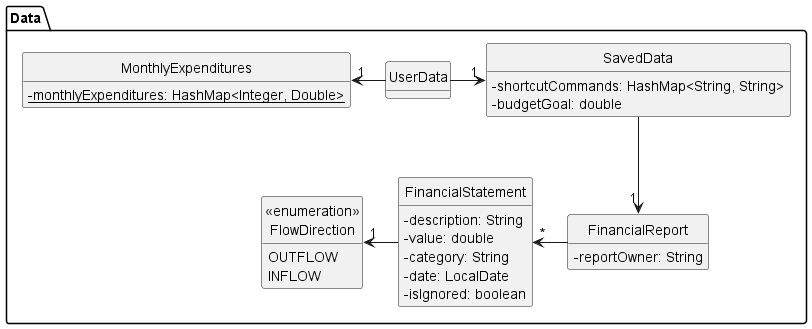 Data
MonthlyExpenditures
-monthlyExpenditures: HashMap<Integer, Double>
1
UserData
1
SavedData
-shortcutCommands: HashMap<String, String>
-budgetGoal: double
«enumeration»
FlowDirection
OUTFLOW
INFLOW
1
FinancialStatement
-description: String
-value: double
-category: String
-date: LocalDate
-isIgnored: boolean
*
1
FinancialReport
-reportOwner: String